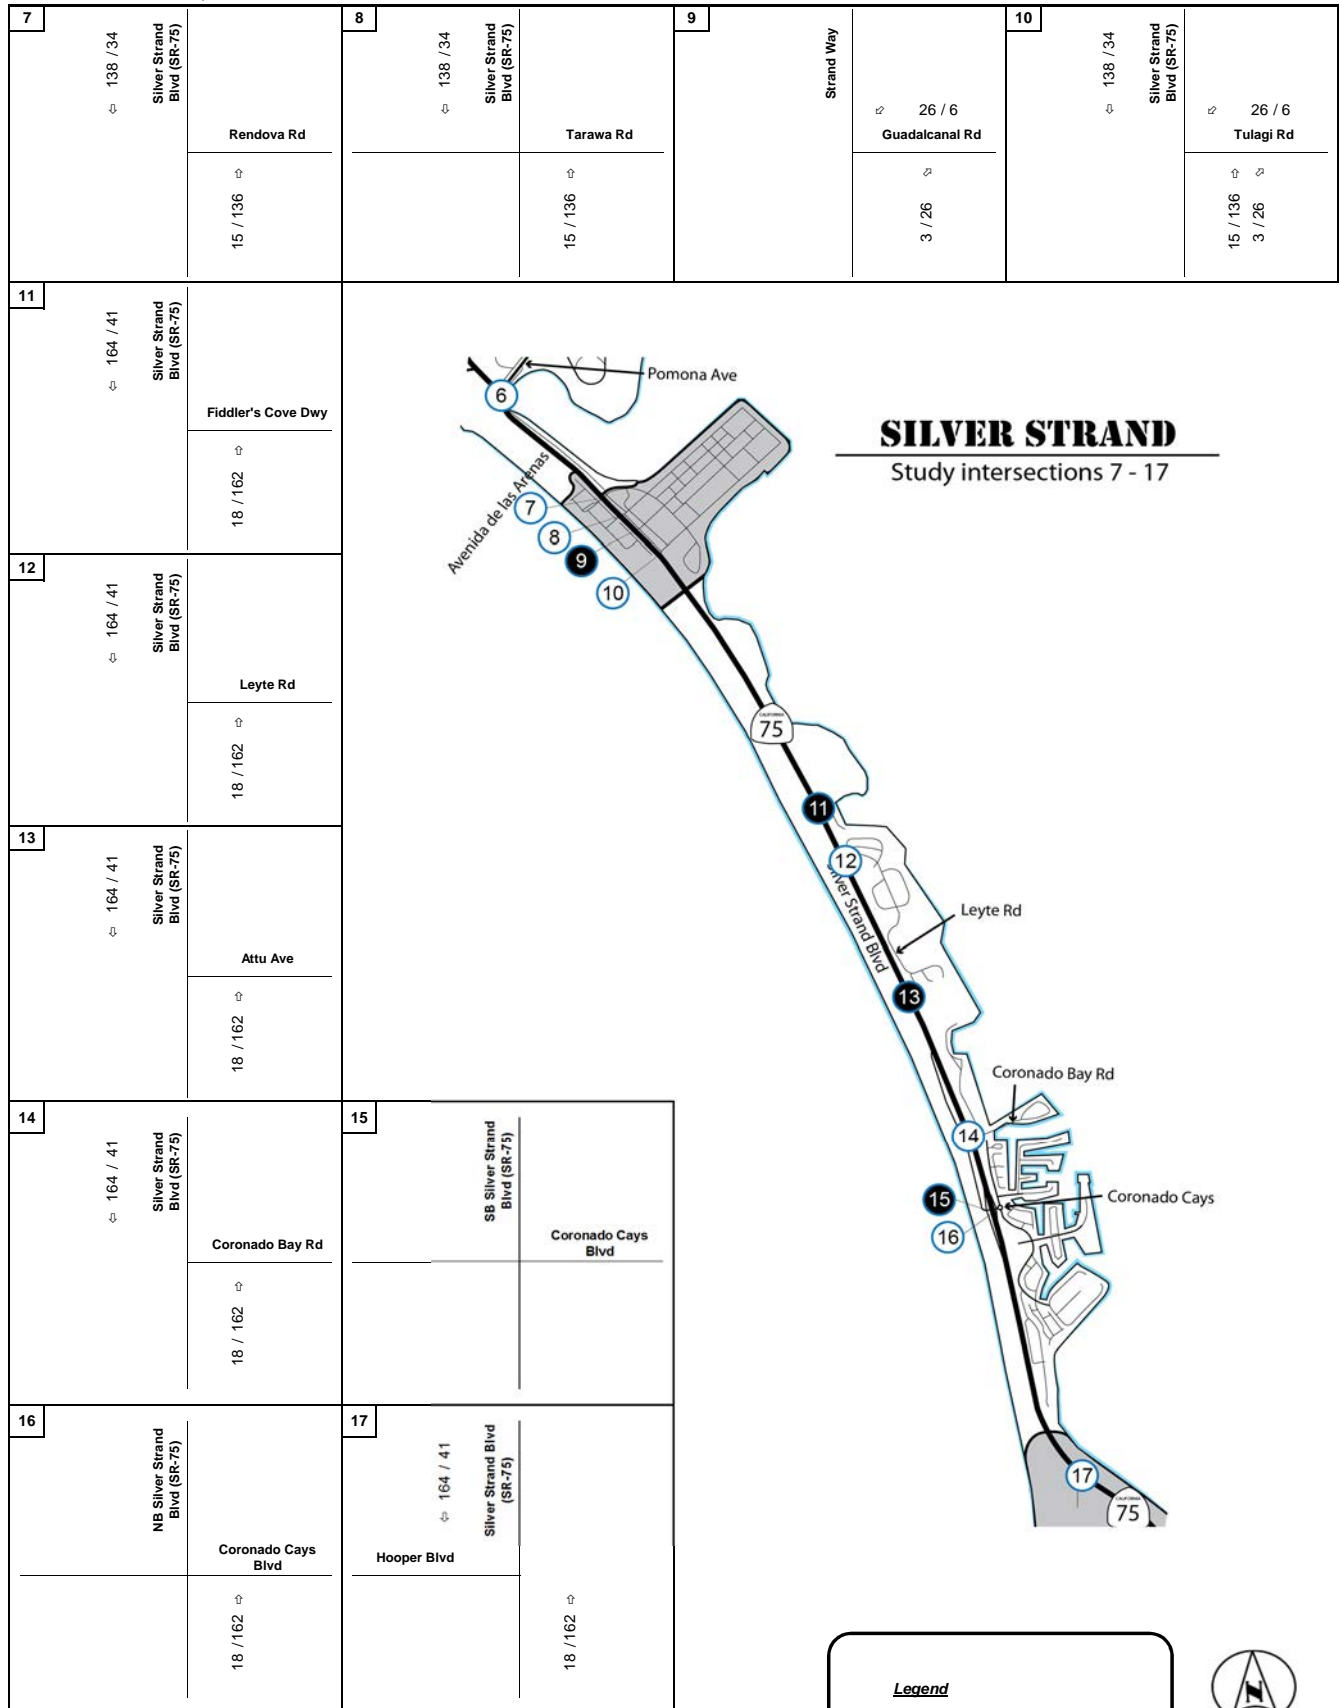 7
138 / 34
Silver Strand
Blvd (SR-75)
Rendova Rd
15 / 136
8
138 / 34
Silver Strand
Blvd (SR-75)
Tarawa Rd
15 / 136
9
Strand Way
26 / 6
Guadalcanal Rd
3 / 26
10
138 / 34
Silver Strand
Blvd (SR-75)
26 / 6
Tulagi Rd
15 / 136
3 / 26
11
164 / 41
Silver Strand
Blvd (SR-75)
Fiddler's Cove Dwy
18 / 162
12
164 / 41
Silver Strand
Blvd (SR-75)
Leyte Rd
18 / 162
13
164 / 41
Silver Strand
Blvd (SR-75)
Attu Ave
18 / 162
14
164 / 41
Silver Strand
Blvd (SR-75)
Coronado Bay Rd
18 / 162
15
SB Silver Strand
Blvd (SR-75)
Coronado Cays
Blvd
16
NB Silver Strand
Blvd (SR-75)
Coronado Cays
Blvd
18 / 162
17
164 / 41
Silver Strand Blvd
(SR-75)
Hooper Blvd
18 / 162
SILVER STRAND
Study intersections 7 - 17
Pomona Ave
6
Avenida de las Arenas
7
8
9
10
CALIFORNIA
75
11
12
Silver Strand Blvd
Leyte Rd
13
Coronado Bay Rd
14
15
Coronado Cays
16
17
CALIFORNIA
75
Legend
N